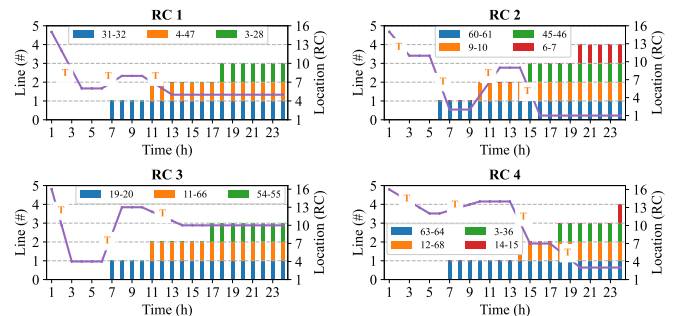 RC 1
5
4
3
2
1
0
Line (#)
31-32 4-47 3-28
T T T
16
13
10
7
4
1
Location (RC)
1 3 5 7 9 11 13 15 17 19 21 23
Time (h)
RC 2
5
4
3
2
1
0
Line (#)
60-61 45-46
9-10 6-7
T T T T
16
13
10
7
4
1
Location (RC)
1 3 5 7 9 11 13 15 17 19 21 23
Time (h)
RC 3
5
4
3
2
1
0
Line (#)
19-20 11-66 54-55
T T T
16
13
10
7
4
1
Location (RC)
1 3 5 7 9 11 13 15 17 19 21 23
Time (h)
RC 4
5
4
3
2
1
0
Line (#)
63-64 3-36
12-68 14-15
T T T T
16
13
10
7
4
1
Location (RC)
1 3 5 7 9 11 13 15 17 19 21 23
Time (h)